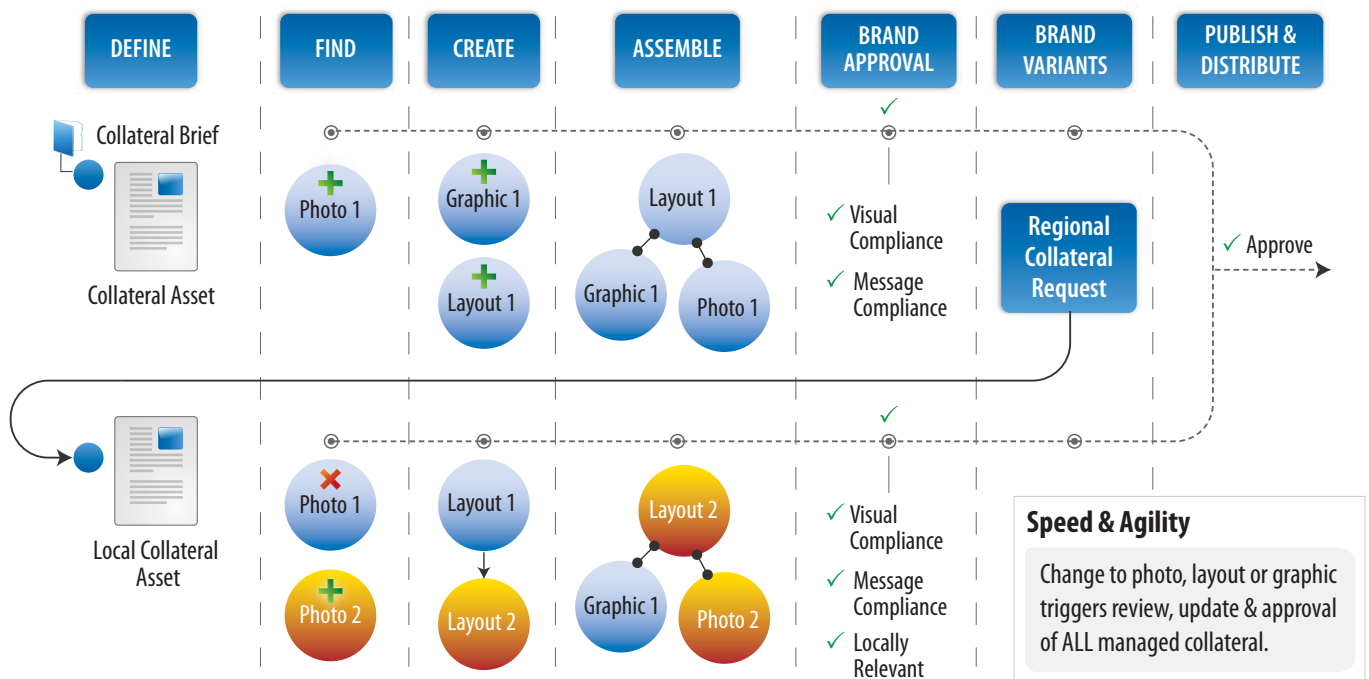 DEFINE
FIND
CREATE
ASSEMBLE
BRAND
APPROVAL
BRAND
VARIANTS
PUBLISH &
DISTRIBUTE
Collateral Brief
Collateral Asset
Photo 1
Graphic 1
Layout 1
Layout 1
Graphic 1
Photo 1
Visual
Compliance
Message
Compliance
Regional
Collateral
Request
Approve
Local Collateral
Asset
Photo 1
Photo 2
Layout 1
Layout 2
Layout 2
Graphic 1
Photo 2
Visual
Compliance
Message
Compliance
Locally
Relevant
Speed & Agility
Change to photo, layout or graphic
triggers review, update & approval
of ALL managed collateral.